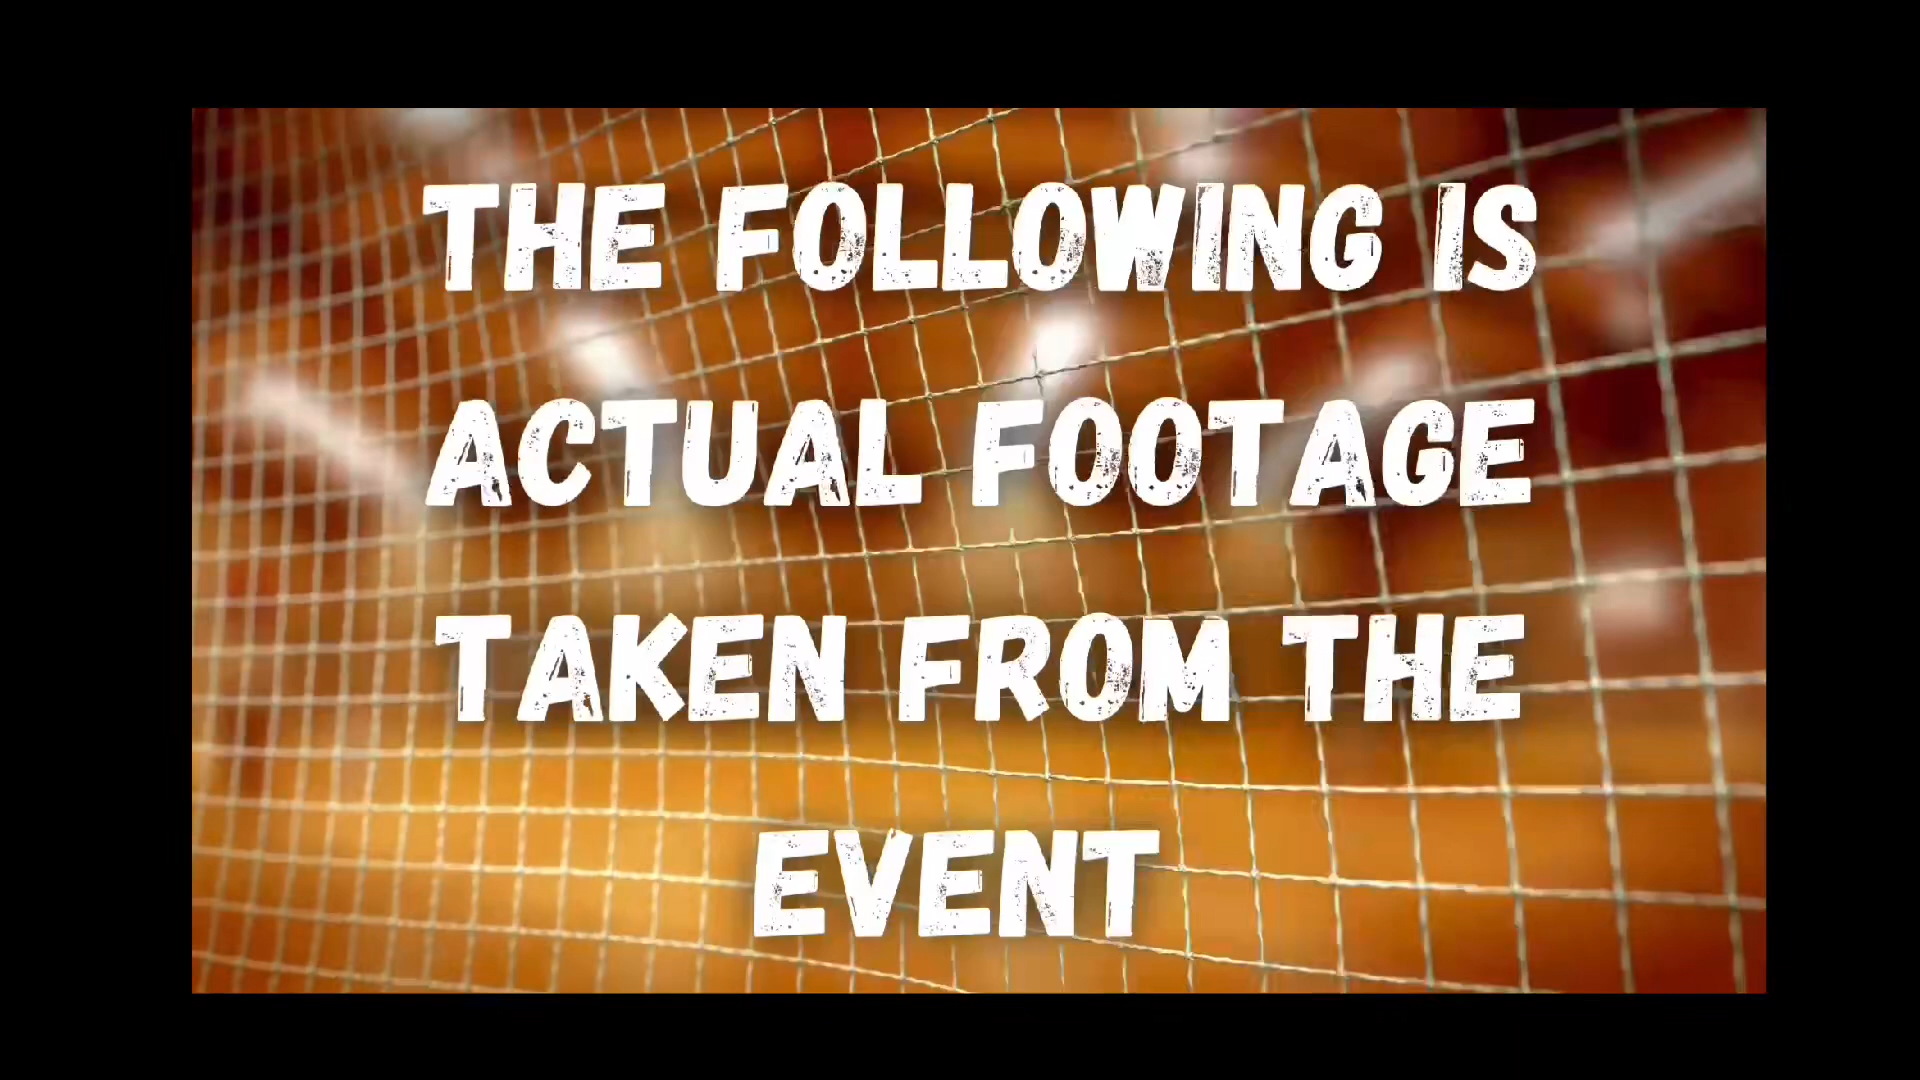 THE FOLLOWING IS
ACTUAL FOOTAGE
TAKEN FROM THE
EVENT